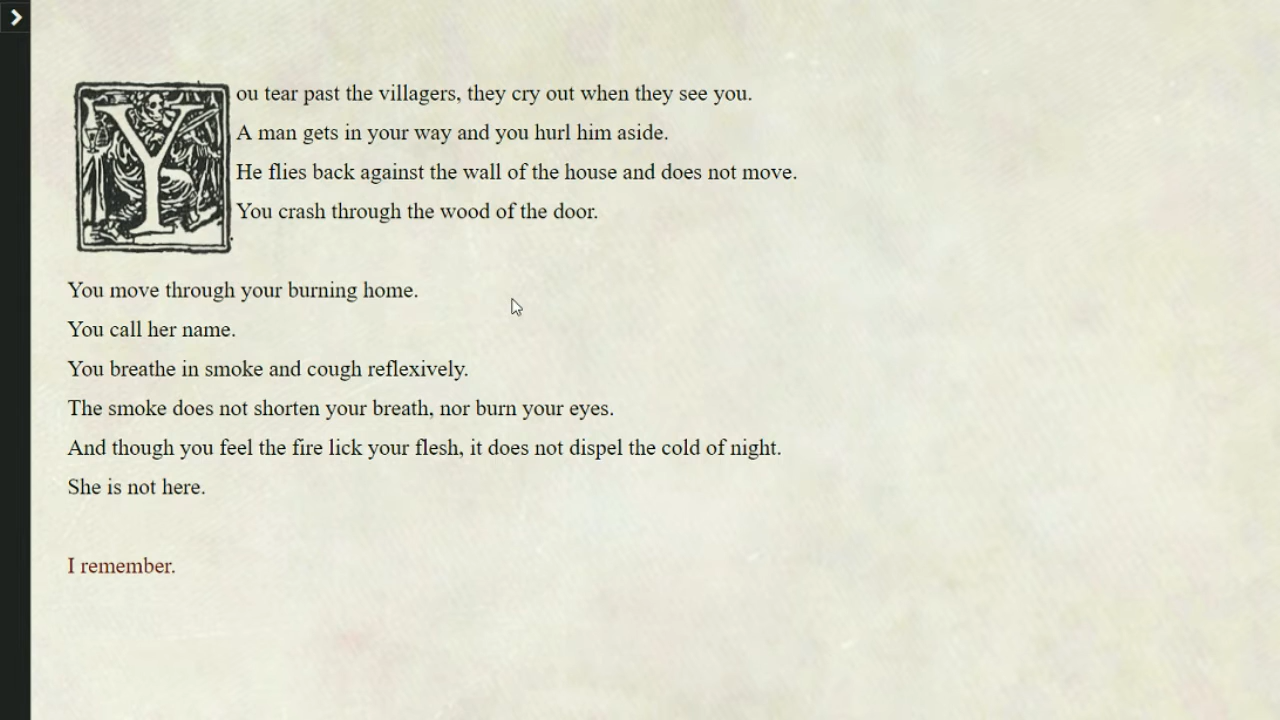 You tear past the villagers, they cry out when they see you.
A man gets in your way and you hurl him aside.
He flies back against the wall of the house and does not move.
You crash through the wood of the door.
You move through your burning home.
You call her name.
You breathe in smoke and cough reflexively.
The smoke does not shorten your breath, nor burn your eyes.
And though you feel the fire lick your flesh, it does not dispel the cold of night.
She is not here.
I remember.